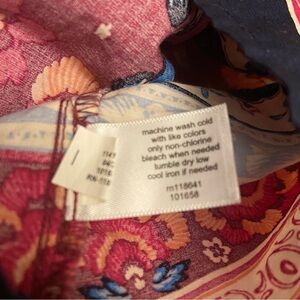 machine wash cold
with like colors
only non-chlorine
bleach when needed
tumble dry low
cool iron if needed
rn118641
101658